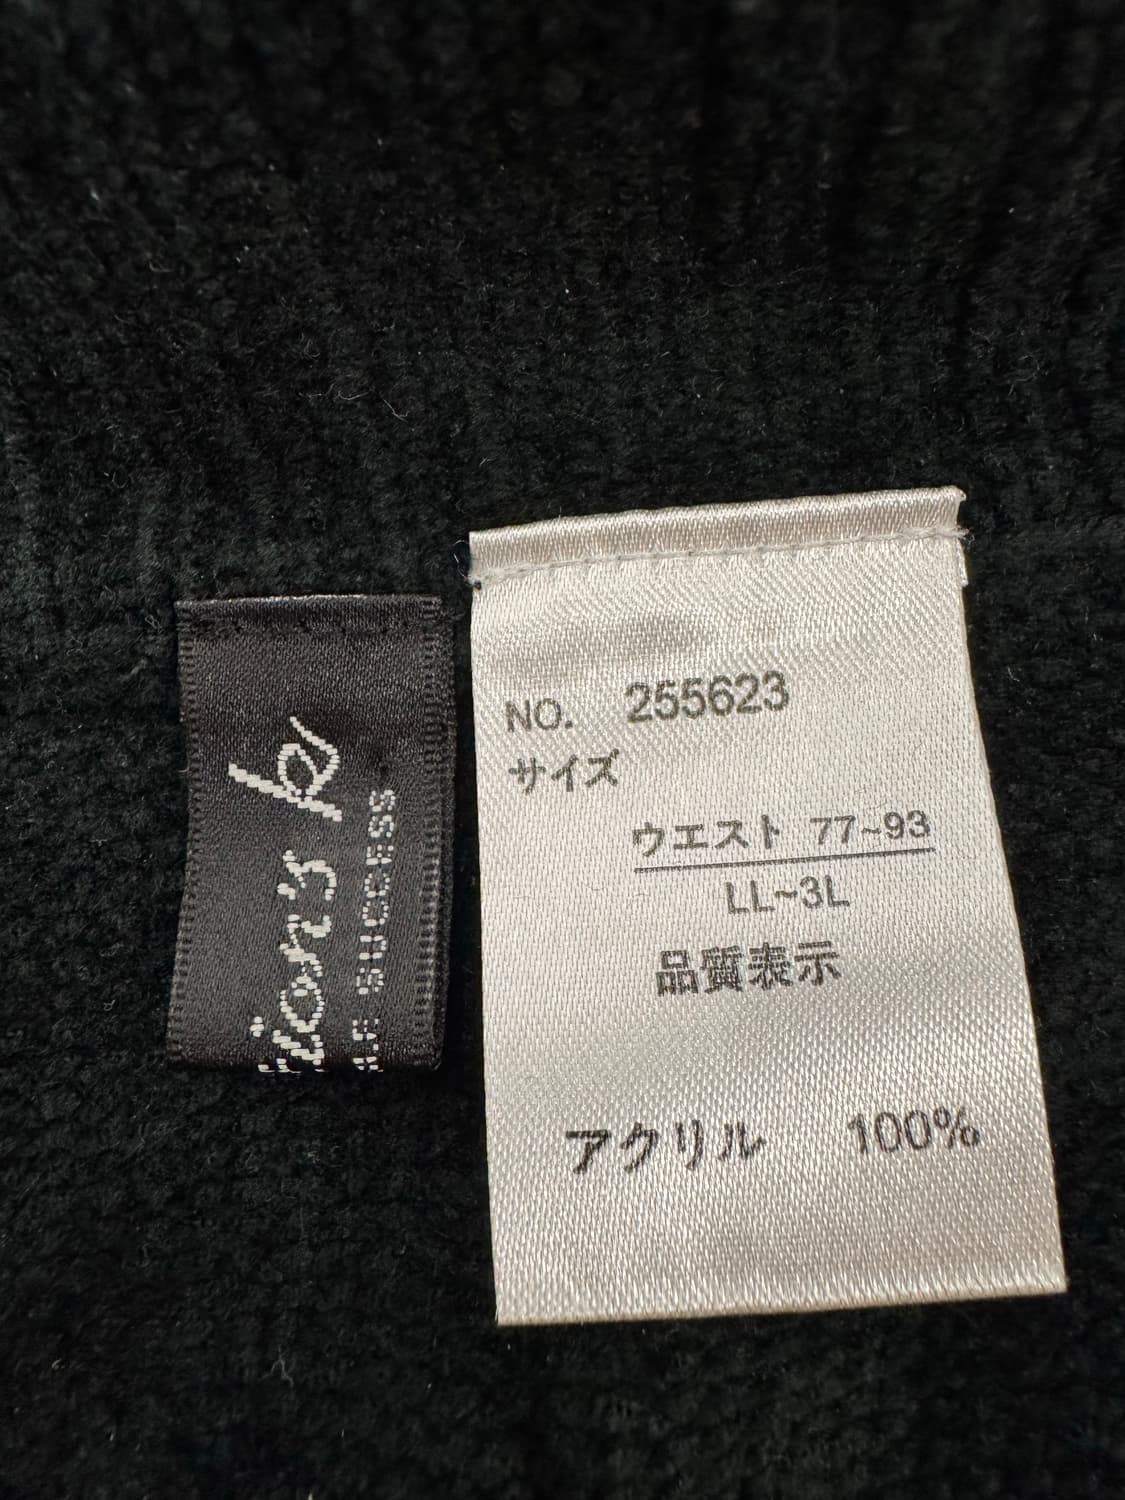 NO. 255623
サイズ
ウエスト 77~93
LL~3L
品質表示
アクリル 100%
SUCCESS